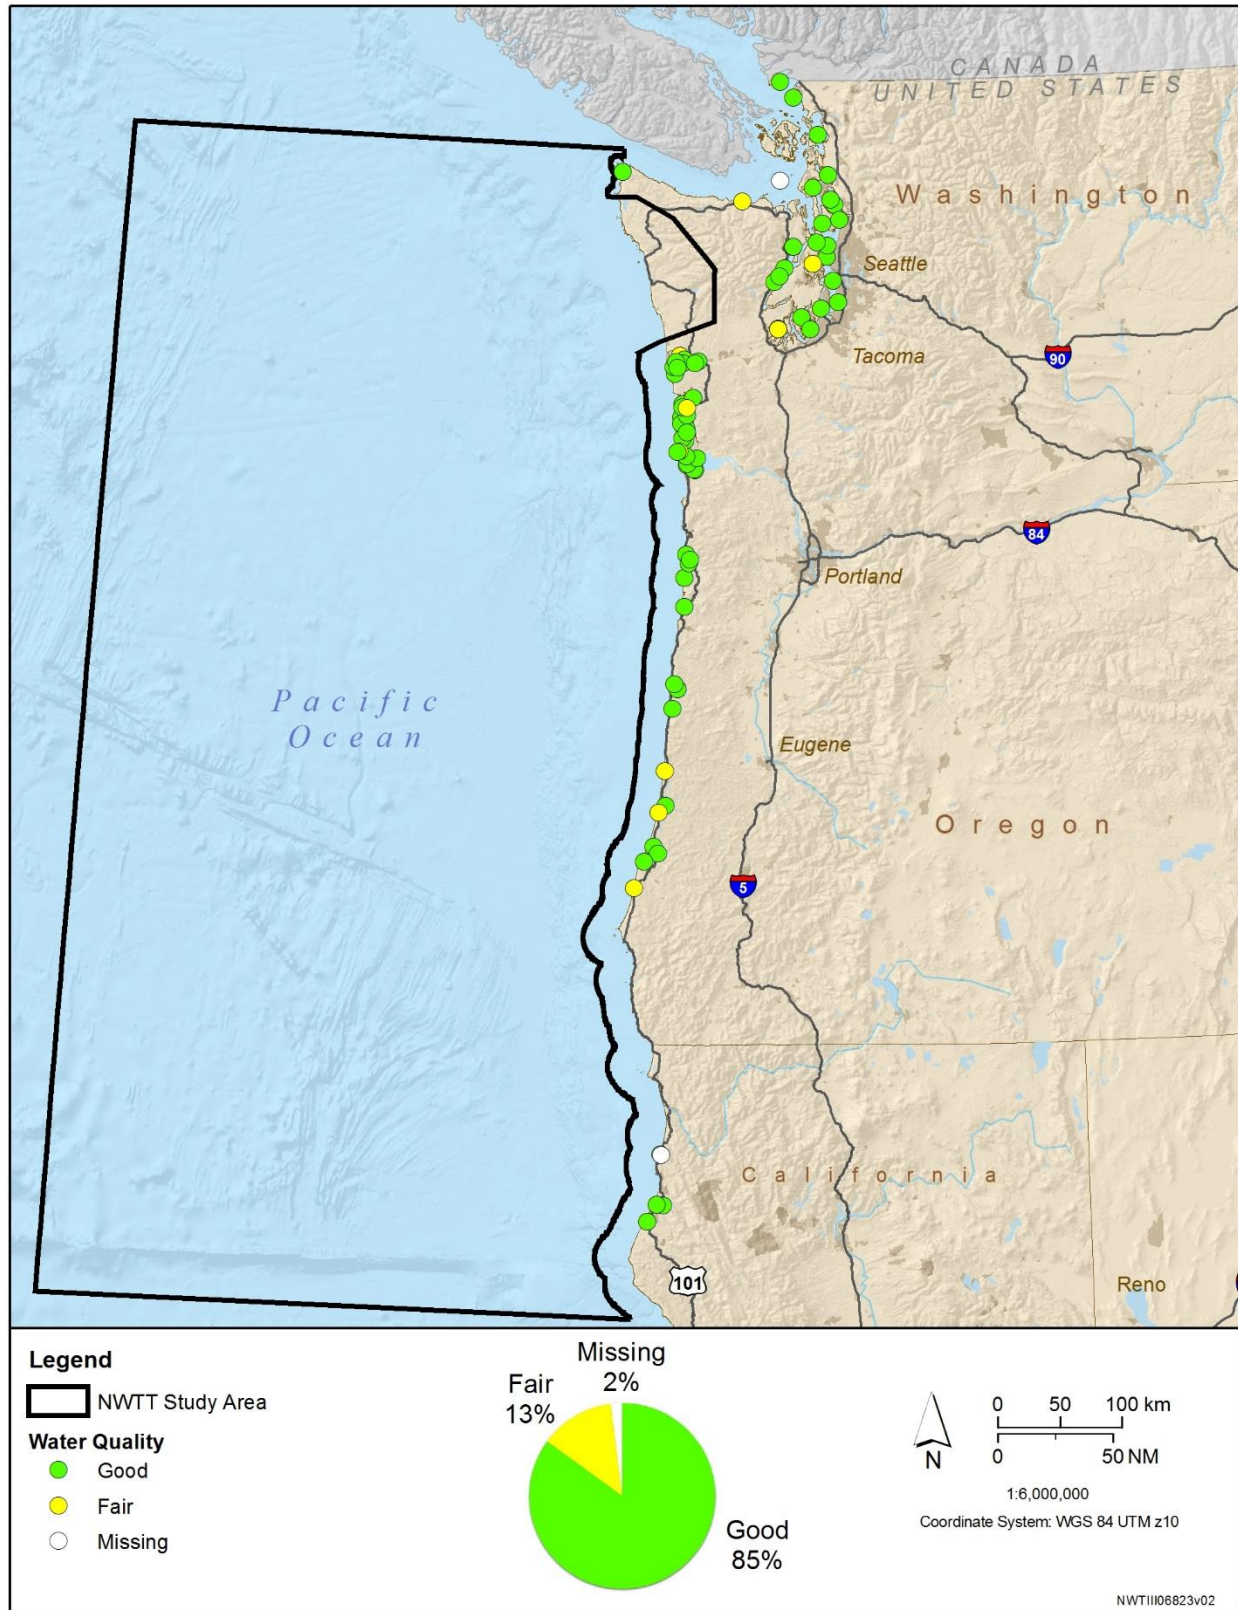 CANADA
UNITED STATES
Washington
Seattle
Tacoma
90
84
Portland
Pacific
Ocean
Eugene
Oregon
5
California
101
Reno
Legend
NWTT Study Area
Water Quality
Good
Fair
Missing
Missing
2%
Fair
13%
Good
85%
N
0 50 100 km
0 50 NM
1:6,000,000
Coordinate System: WGS 84 UTM z10
NWTIII06823v02